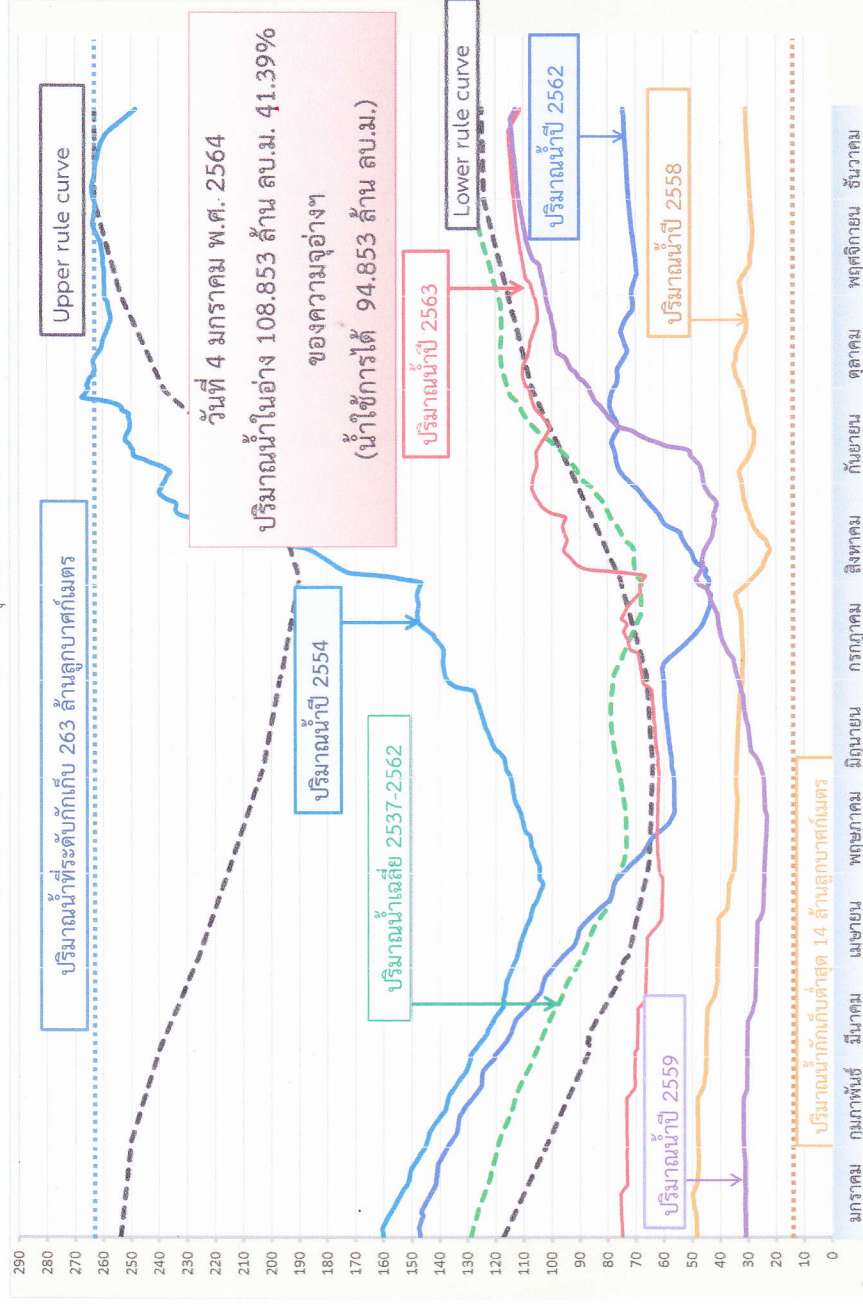 290
280
270
260
250
240
230
220
210
200
190
180
170
160
150
140
130
120
110
100
90
80
70
60
50
40
30
20
10
0
ปริมาณน้ำที่ระดับกักเก็บ 263 ล้านลูกบาศก์เมตร
Upper rule curve
วันที่ 4 มกราคม พ.ศ. 2564
ปริมาณน้ำในอ่าง 108.853 ล้าน ลบ.ม. 41.39%
ของความจุอ่างฯ
(น้ำใช้การได้ 94.853 ล้าน ลบ.ม.)
ปริมาณน้ำปี 2554
ปริมาณน้ำเฉลี่ย 2537-2562
Lower rule curve
ปริมาณน้ำปี 2563
ปริมาณน้ำปี 2562
ปริมาณน้ำปี 2558
ปริมาณน้ำปี 2559
ปริมาณน้ำกักเก็บต่ำสุด 14 ล้านลูกบาศก์เมตร
มกราคม กุมภาพันธ์ มีนาคม เมษายน พฤษภาคม มิถุนายน กรกฎาคม สิงหาคม กันยายน ตุลาคม พฤศจิกายน ธันวาคม